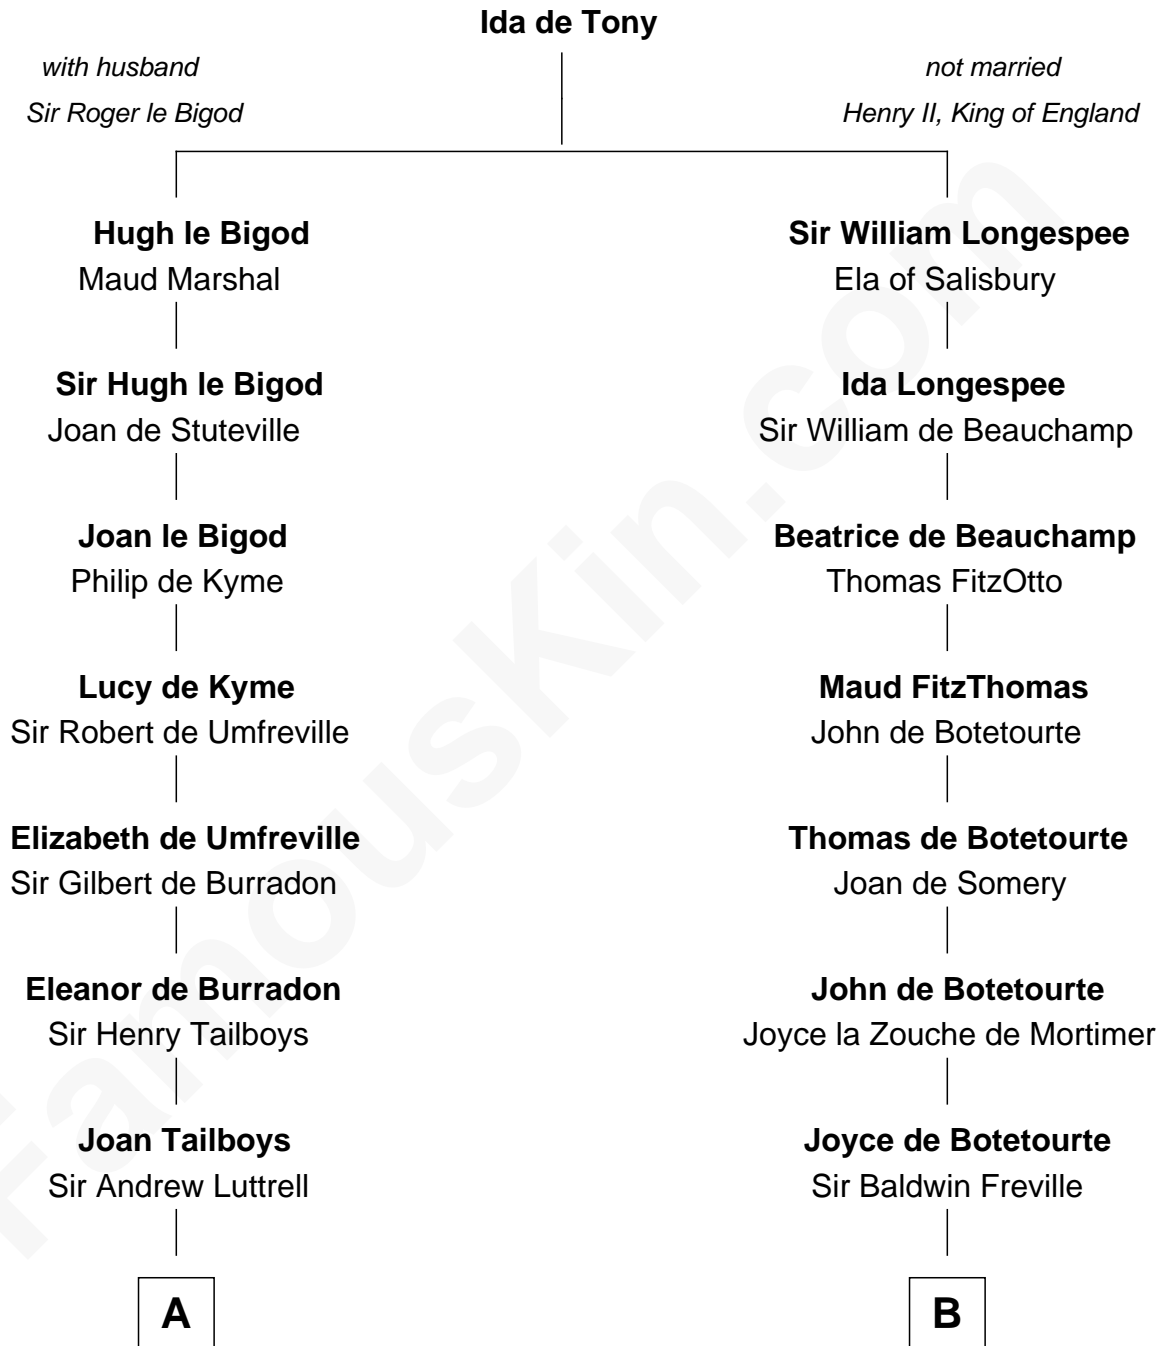 Ida de Tony
with husband
Sir Roger le Bigod
not married
Henry II, King of England
Hugh le Bigod
Maud Marshal
Sir Hugh le Bigod
Joan de Stuteville
Joan le Bigod
Philip de Kyme
Lucy de Kyme
Sir Robert de Umfreville
Elizabeth de Umfreville
Sir Gilbert de Burradon
Eleanor de Burradon
Sir Henry Tailboys
Joan Tailboys
Sir Andrew Luttrell
A
Sir William Longespee
Ela of Salisbury
Ida Longespee
Sir William de Beauchamp
Beatrice de Beauchamp
Thomas FitzOtto
Maud FitzThomas
John de Botetourte
Thomas de Botetourte
Joan de Somery
John de Botetourte
Joyce la Zouche de Mortimer
Joyce de Botetourte
Sir Baldwin Freville
B
FamousKin.com